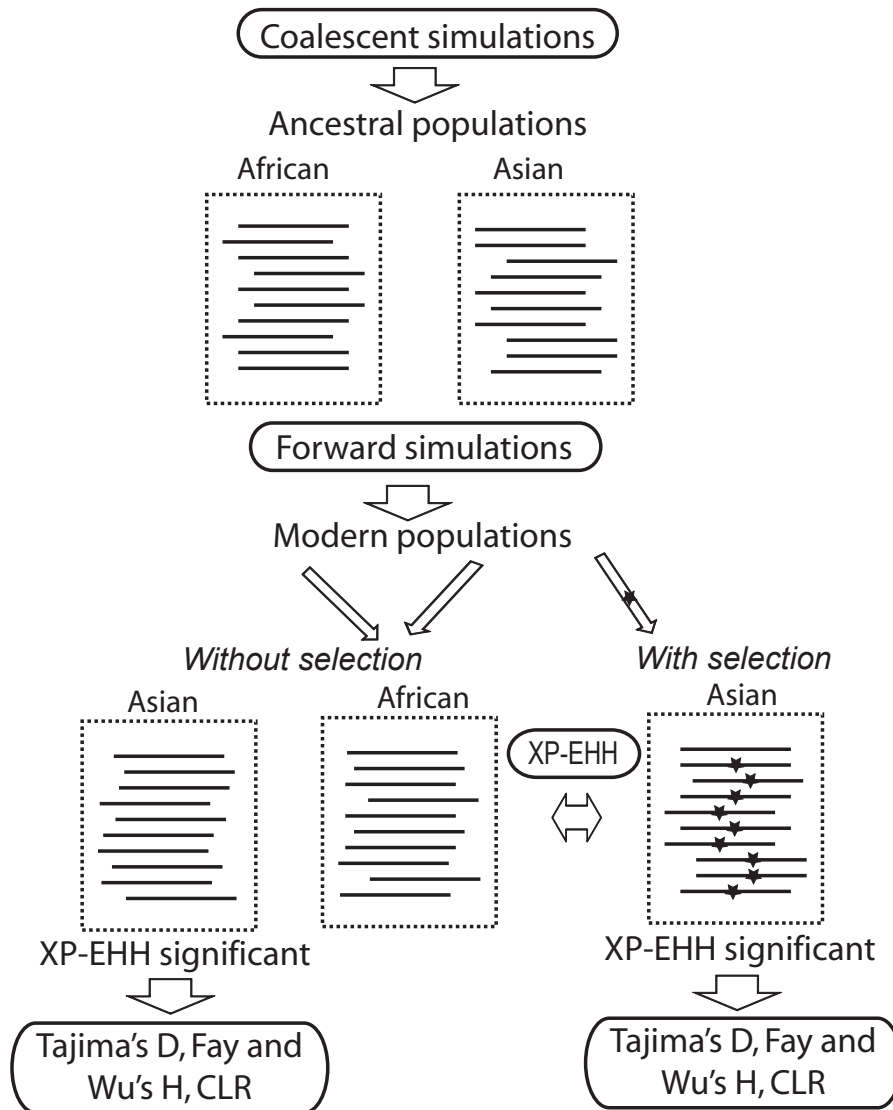 Coalescent simulations
Ancestral populations
African
Asian
Forward simulations
Modern populations
Without selection
With selection
Asian
African
Asian
XP-EHH
XP-EHH significant
XP-EHH significant
Tajima's D, Fay and
Wu's H, CLR
Tajima's D, Fay and
Wu's H, CLR